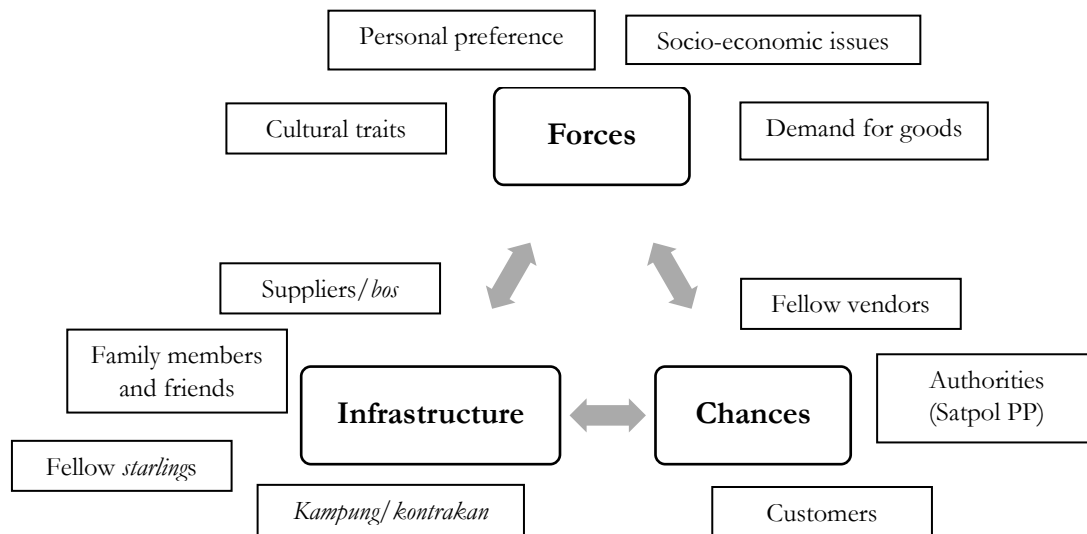 Personal preference
Socio-economic issues
Cultural traits
Forces
Demand for goods
Suppliers/bos
Fellow vendors
Family members
and friends
Infrastructure
Chances
Authorities
(Satpol PP)
Fellow starlings
Kampung/kontrakan
Customers